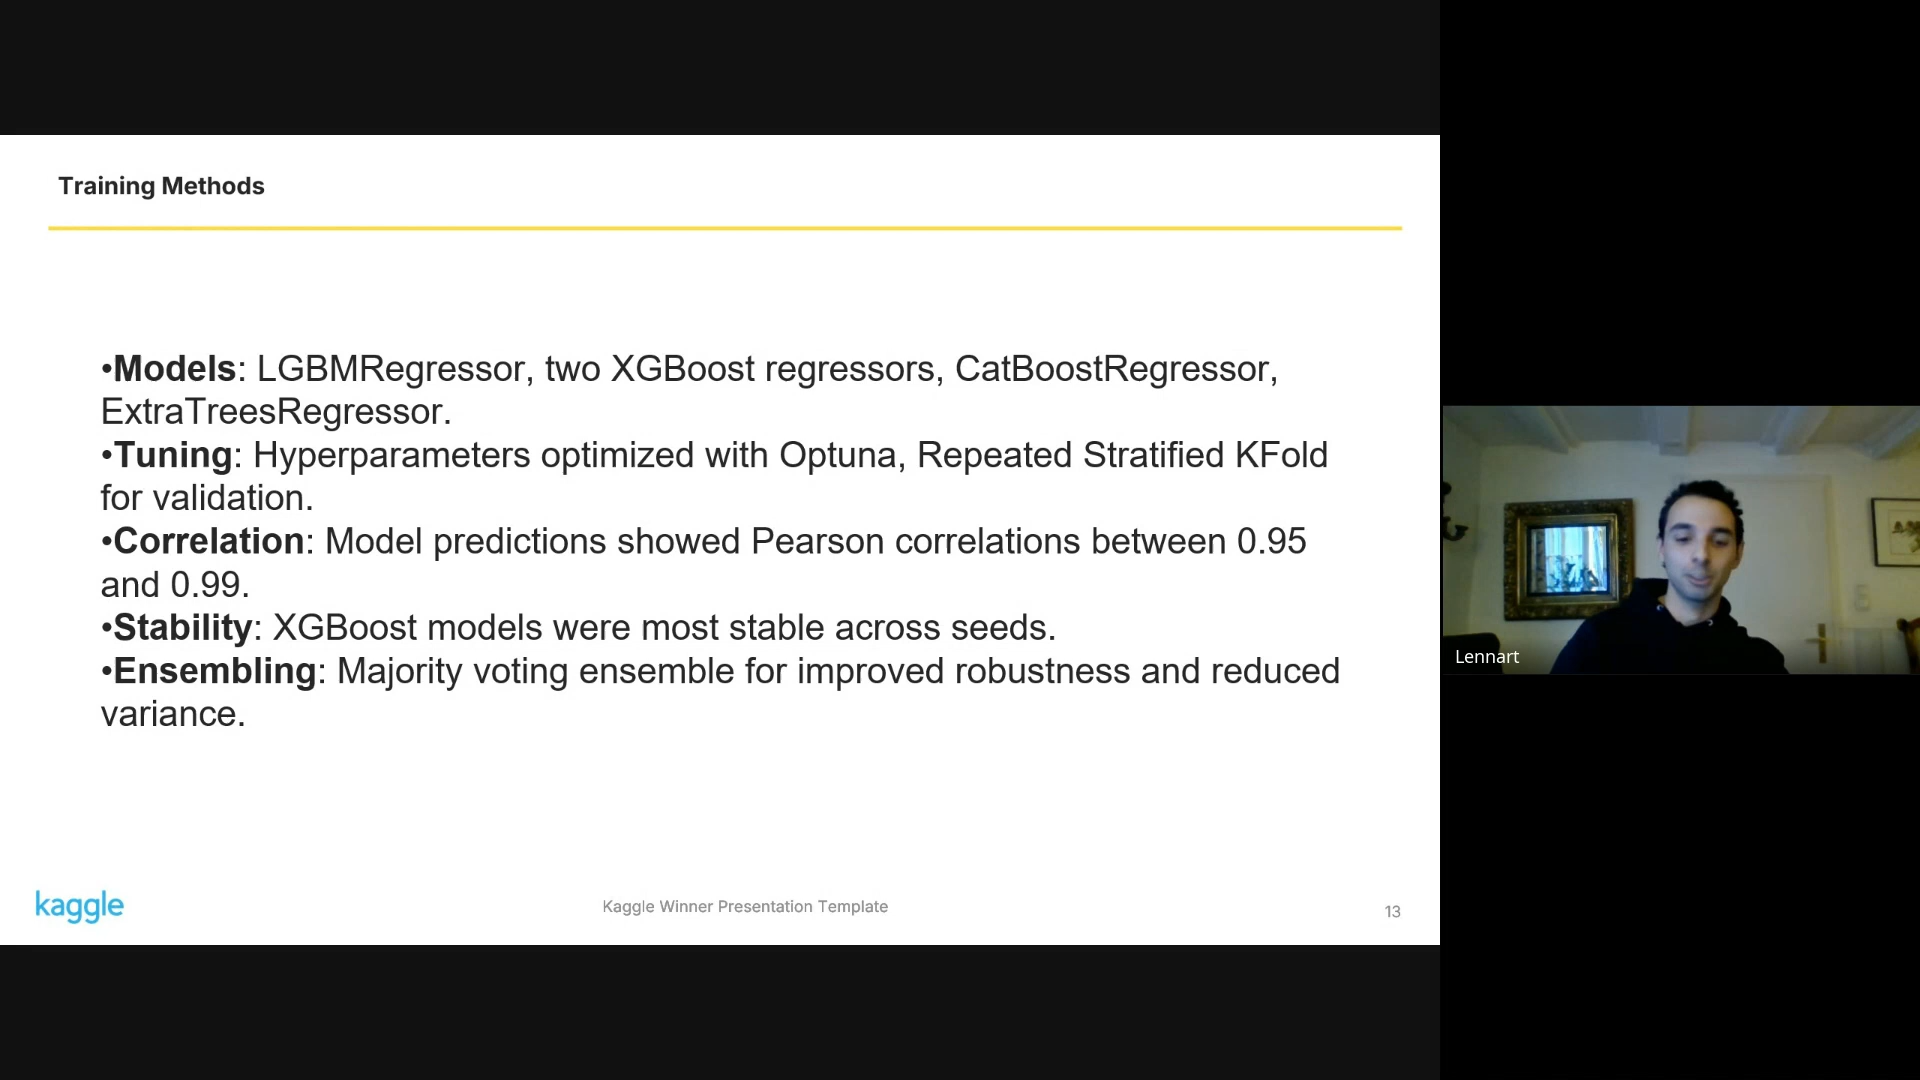 Training Methods
•Models: LGBMRegressor, two XGBoost regressors, CatBoostRegressor,
ExtraTreesRegressor.
•Tuning: Hyperparameters optimized with Optuna, Repeated Stratified KFold
for validation.
•Correlation: Model predictions showed Pearson correlations between 0.95
and 0.99.
•Stability: XGBoost models were most stable across seeds.
•Ensembling: Majority voting ensemble for improved robustness and reduced
variance.
kaggle
Kaggle Winner Presentation Template
13
Lennart